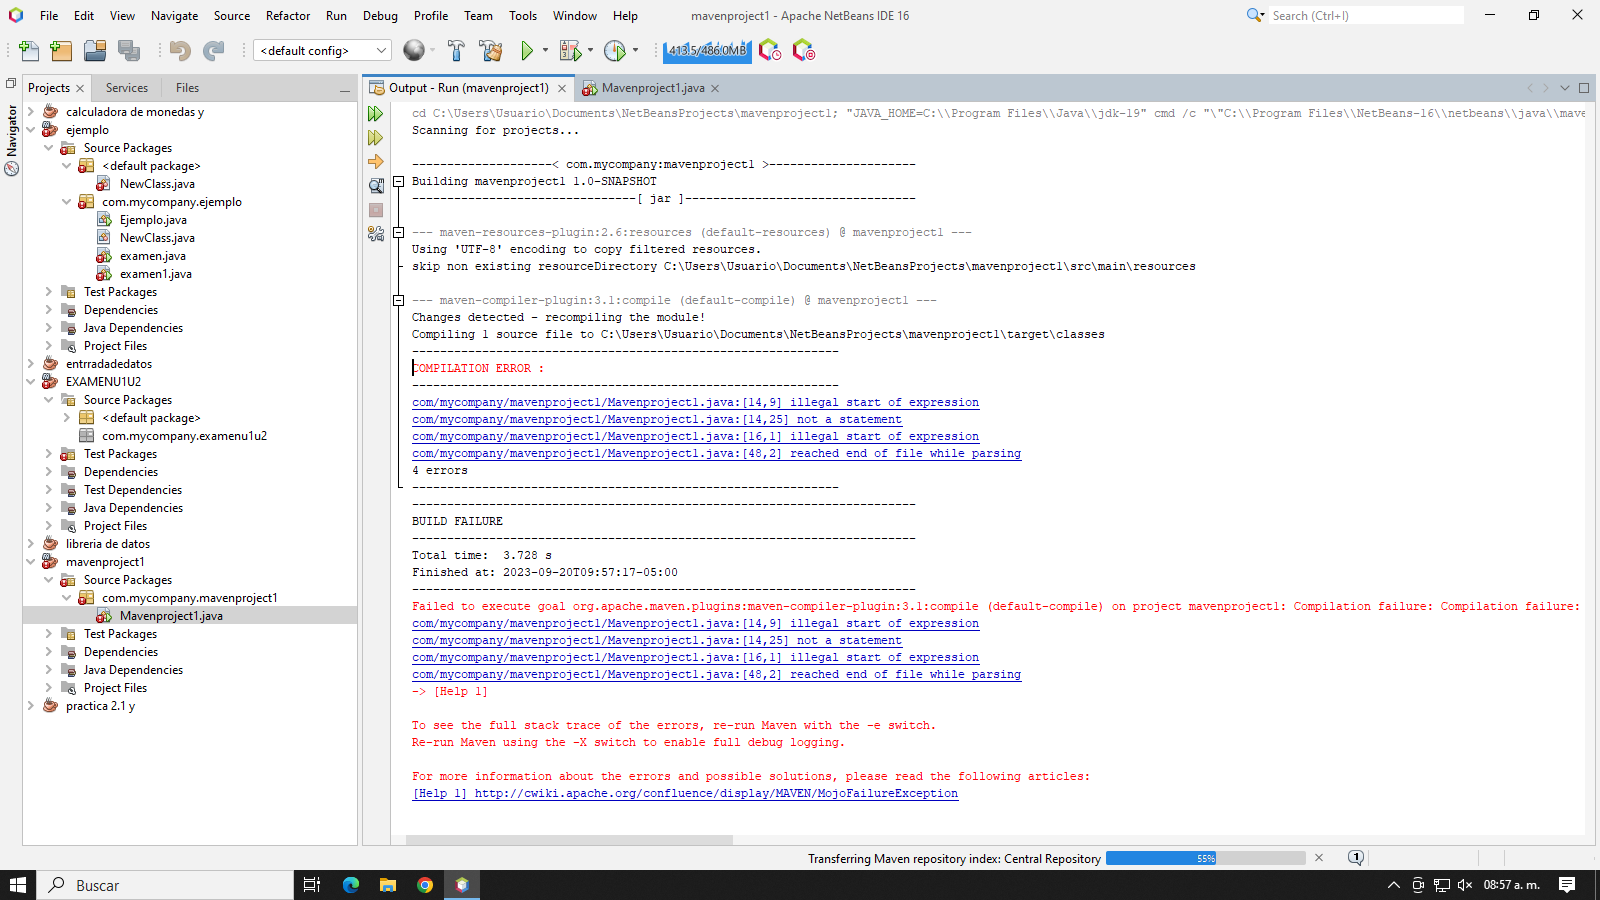 File Edit View Navigate Source Refactor Run Debug Profile Team Tools Window Help
mavenproject1 - Apache NetBeans IDE 16
Search (Ctrl+I)
<default config>
413.5/486.0MB
Projects
Services
Files
Navigator
calculadora de monedas y
ejemplo
Source Packages
<default package>
NewClass.java
com.mycompany.ejemplo
Ejemplo.java
NewClass.java
examen.java
examen1.java
Test Packages
Dependencies
Java Dependencies
Project Files
entrradadedatos
EXAMENU1U2
Source Packages
<default package>
com.mycompany.examenu1u2
Test Packages
Dependencies
Test Dependencies
Java Dependencies
Project Files
libreria de datos
mavenproject1
Source Packages
com.mycompany.mavenproject1
Mavenproject1.java
Test Packages
Dependencies
Java Dependencies
Project Files
practica 2.1 y
Output - Run (mavenproject1)
Mavenproject1.java
cd C:\Users\Usuario\Documents\NetBeansProjects\mavenproject1; "JAVA_HOME=C:\\Program Files\\Java\\jdk-19" cmd /c "\"C:\\Program Files\\NetBeans-16\\netbeans\\java\\mave
Scanning for projects...
--------------------< com.mycompany:mavenproject1 >---------------------
Building mavenproject1 1.0-SNAPSHOT
--------------------------------[ jar ]---------------------------------
--- maven-resources-plugin:2.6:resources (default-resources) @ mavenproject1 ---
Using 'UTF-8' encoding to copy filtered resources.
skip non existing resourceDirectory C:\Users\Usuario\Documents\NetBeansProjects\mavenproject1\src\main\resources
--- maven-compiler-plugin:3.1:compile (default-compile) @ mavenproject1 ---
Changes detected - recompiling the module!
Compiling 1 source file to C:\Users\Usuario\Documents\NetBeansProjects\mavenproject1\target\classes
-------------------------------------------------------------
COMPILATION ERROR :
-------------------------------------------------------------
com/mycompany/mavenproject1/Mavenproject1.java:[14,9] illegal start of expression
com/mycompany/mavenproject1/Mavenproject1.java:[14,25] not a statement
com/mycompany/mavenproject1/Mavenproject1.java:[16,1] illegal start of expression
com/mycompany/mavenproject1/Mavenproject1.java:[48,2] reached end of file while parsing
4 errors
-------------------------------------------------------------
------------------------------------------------------------------------
BUILD FAILURE
------------------------------------------------------------------------
Total time:  3.728 s
Finished at: 2023-09-20T09:57:17-05:00
------------------------------------------------------------------------
Failed to execute goal org.apache.maven.plugins:maven-compiler-plugin:3.1:compile (default-compile) on project mavenproject1: Compilation failure: Compilation failure:
com/mycompany/mavenproject1/Mavenproject1.java:[14,9] illegal start of expression
com/mycompany/mavenproject1/Mavenproject1.java:[14,25] not a statement
com/mycompany/mavenproject1/Mavenproject1.java:[16,1] illegal start of expression
com/mycompany/mavenproject1/Mavenproject1.java:[48,2] reached end of file while parsing
-> [Help 1]
To see the full stack trace of the errors, re-run Maven with the -e switch.
Re-run Maven using the -X switch to enable full debug logging.
For more information about the errors and possible solutions, please read the following articles:
[Help 1] http://cwiki.apache.org/confluence/display/MAVEN/MojoFailureException
Transferring Maven repository index: Central Repository
55%
1
Buscar
08:57 a. m.